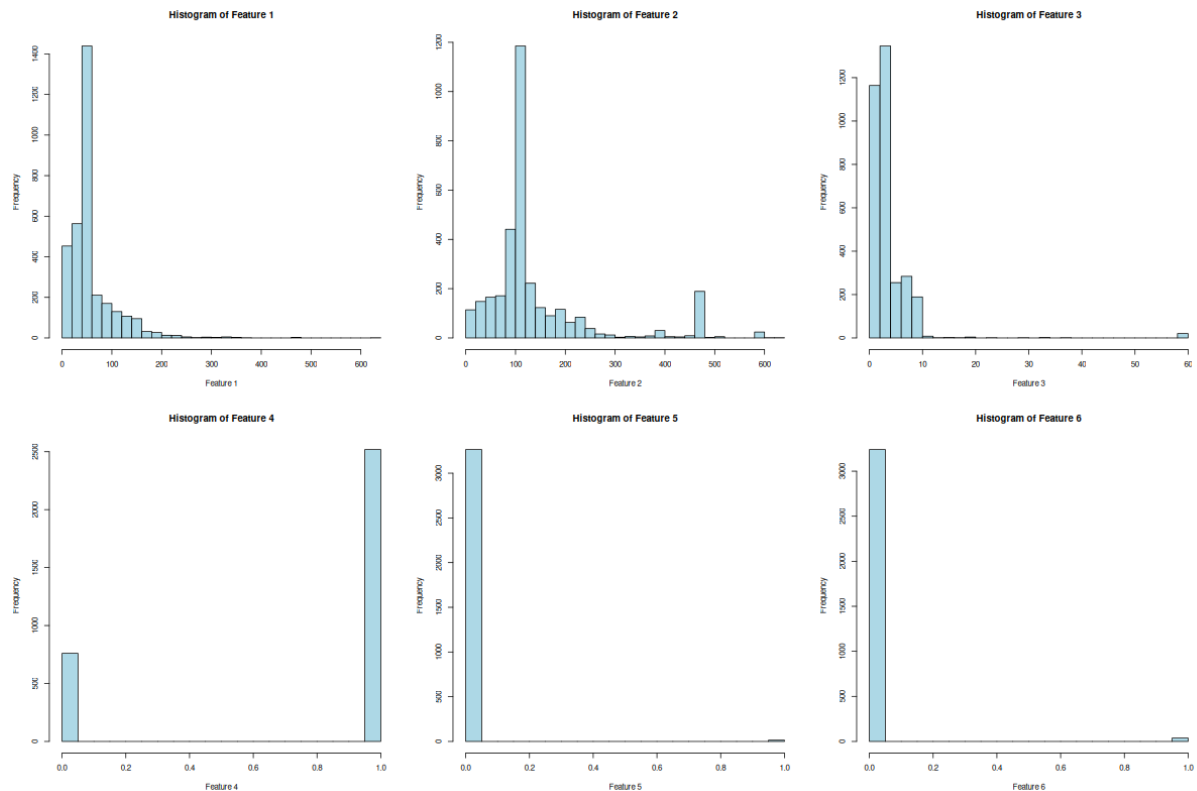 Histogram of Feature 1
Frequency
0 200 400 600 800 1000 1200 1400
0 100 200 300 400 500 600
Feature 1
Histogram of Feature 2
Frequency
0 200 400 600 800 1000 1200
0 100 200 300 400 500 600
Feature 2
Histogram of Feature 3
Frequency
0 200 400 600 800 1000 1200
0 10 20 30 40 50 60
Feature 3
Histogram of Feature 4
Frequency
0 500 1000 1500 2000 2500
0.0 0.2 0.4 0.6 0.8 1.0
Feature 4
Histogram of Feature 5
Frequency
0 500 1000 1500 2000 2500 3000
0.0 0.2 0.4 0.6 0.8 1.0
Feature 5
Histogram of Feature 6
Frequency
0 500 1000 1500 2000 2500 3000
0.0 0.2 0.4 0.6 0.8 1.0
Feature 6